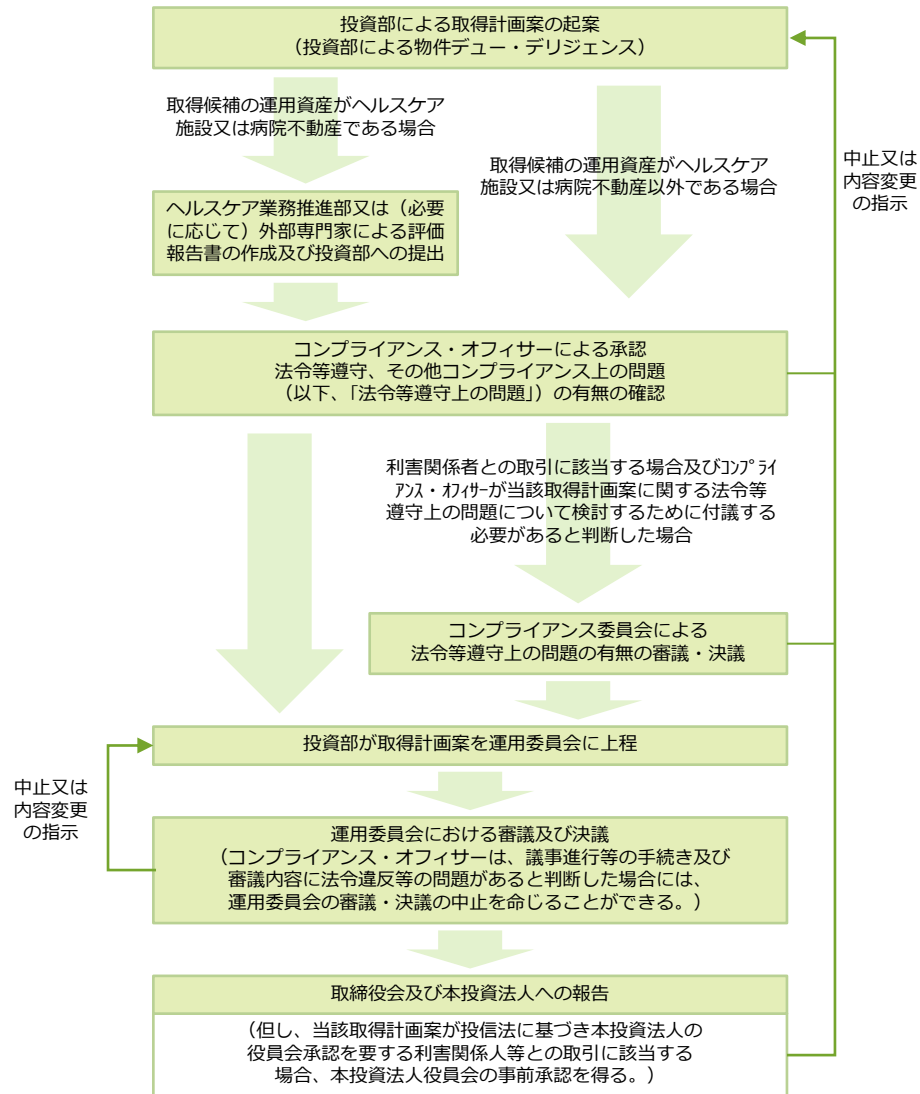 投資部による取得計画案の起案
(投資部による物件デュー・デリジェンス)
取得候補の運用資産がヘルスケア
施設又は病院不動産である場合
取得候補の運用資産がヘルスケア
施設又は病院不動産以外である場合
中止又は
内容変更
の指示
ヘルスケア業務推進部又は(必要
に応じて)外部専門家による評価
報告書の作成及び投資部への提出
コンプライアンス・オフィサーによる承認
法令等遵守、その他コンプライアンス上の問題
(以下、「法令等遵守上の問題」)の有無の確認
利害関係者との取引に該当する場合及びコンプライ
アンス・オフィサーが当該取得計画案に関する法令等
遵守上の問題について検討するために付議する
必要があると判断した場合
コンプライアンス委員会による
法令等遵守上の問題の有無の審議・決議
投資部が取得計画案を運用委員会に上程
中止又は
内容変更
の指示
運用委員会における審議及び決議
(コンプライアンス・オフィサーは、議事進行等の手続き及び
審議内容に法令違反等の問題があると判断した場合には、
運用委員会の審議・決議の中止を命じることができる。)
取締役会及び本投資法人への報告
(但し、当該取得計画案が投信法に基づき本投資法人の
役員会承認を要する利害関係人等との取引に該当する
場合、本投資法人役員会の事前承認を得る。)